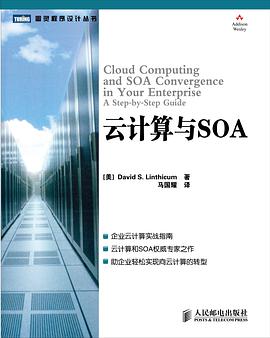 TURING 图灵程序设计丛书
Addison
Wesley
Cloud Computing
and SOA Convergence
in Your Enterprise
A Step-by-Step Guide
云计算与SOA
[美] David S. Linthicum 著
马国耀 译
企业云计算实战指南
云计算和SOA权威专家之作
助企业轻松实现向云计算的转型
人民邮电出版社
POSTS & TELECOM PRESS